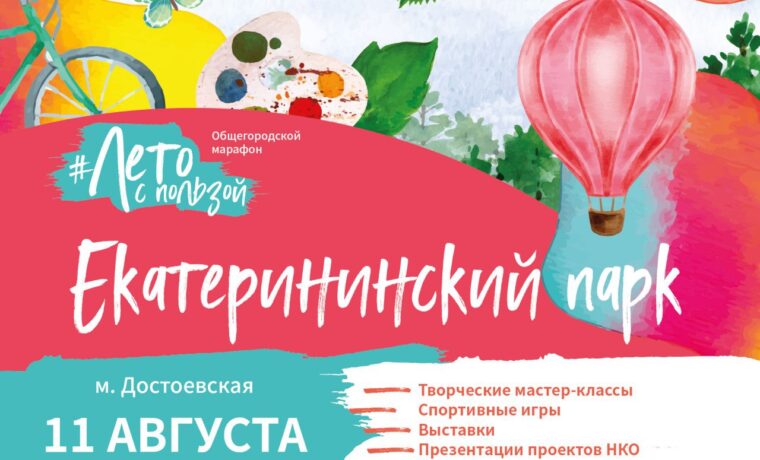 Общегородской
марафон
#Лето
с пользой
Екатерининский парк
м. Достоевская
11 АВГУСТА
Творческие мастер-классы
Спортивные игры
Выставки
Презентации проектов НКО